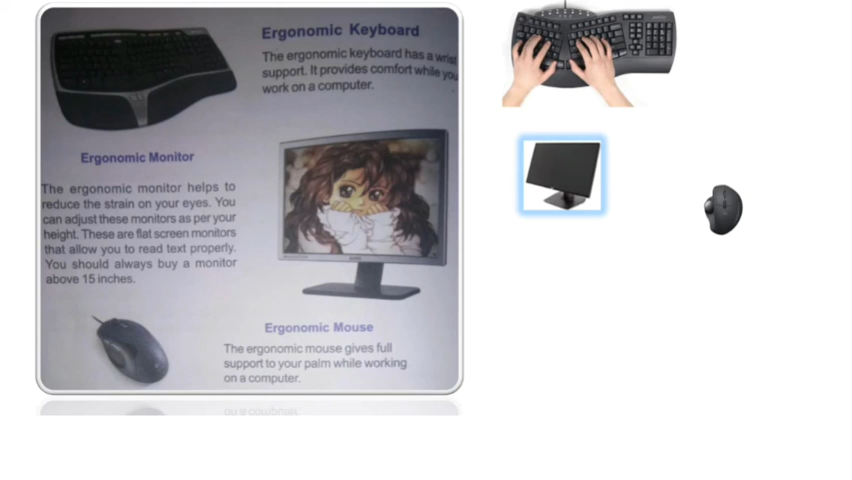 Ergonomic Keyboard
The ergonomic keyboard has a wrist
support. It provides comfort while you
work on a computer.
Ergonomic Monitor
The ergonomic monitor helps to
reduce the strain on your eyes. You
can adjust these monitors as per your
height. These are flat screen monitors
that allow you to read text properly.
You should always buy a monitor
above 15 inches.
Ergonomic Mouse
The ergonomic mouse gives full
support to your palm while working
on a computer.